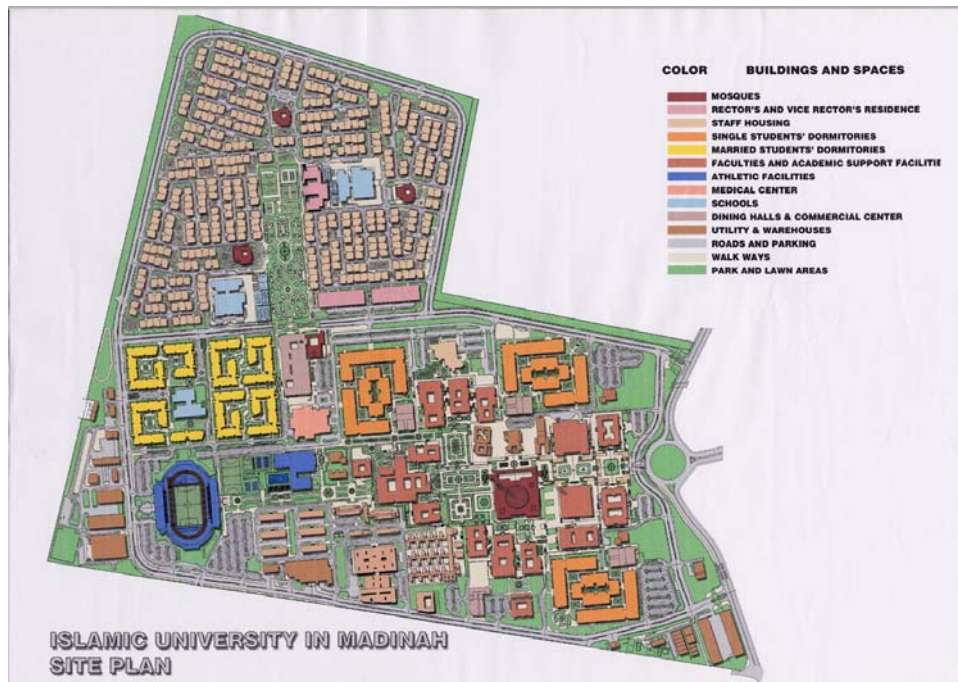 COLOR BUILDINGS AND SPACES
MOSQUES
RECTOR'S AND VICE RECTOR'S RESIDENCE
STAFF HOUSING
SINGLE STUDENTS' DORMITORIES
MARRIED STUDENTS' DORMITORIES
FACULTIES AND ACADEMIC SUPPORT FACILITIE
ATHLETIC FACILITIES
MEDICAL CENTER
SCHOOLS
DINING HALLS & COMMERCIAL CENTER
UTILITY & WAREHOUSES
ROADS AND PARKING
WALK WAYS
PARK AND LAWN AREAS
ISLAMIC UNIVERSITY IN MADINAH
SITE PLAN